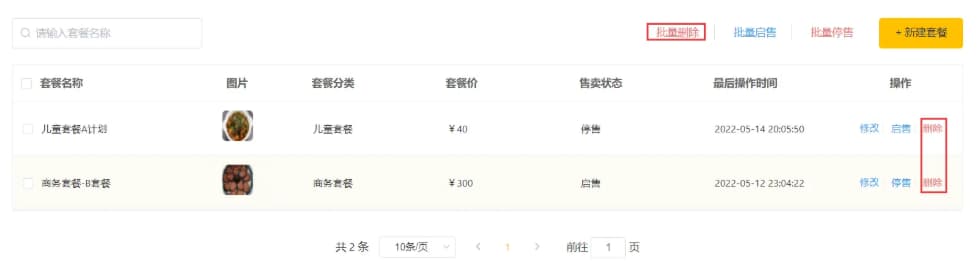 请输入套餐名称 批量删除 批量启售 批量停售 + 新建套餐
套餐名称 图片 套餐分类 套餐价 售卖状态 最后操作时间 操作
儿童套餐A计划 儿童套餐 ¥ 40 停售 2022-05-14 20:05:50 修改 启售 删除
商务套餐-B套餐 商务套餐 ¥ 300 启售 2022-05-12 23:04:22 修改 停售 删除
共 2 条 10条/页 1 前往 1 页